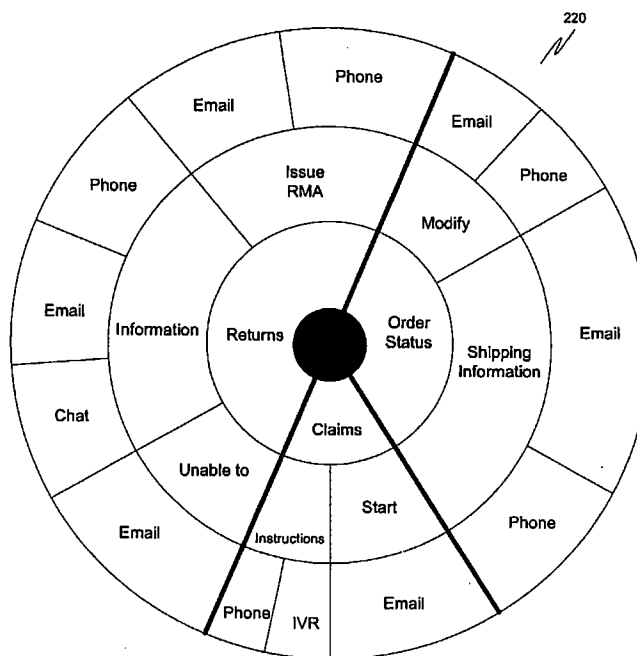 220
Phone
Email
Email
Phone
Issue
RMA
Phone
Modify
Email
Information
Returns
Order
Status
Shipping
Information
Email
Chat
Claims
Unable to
Start
Phone
Email
Instructions
Phone
IVR
Email